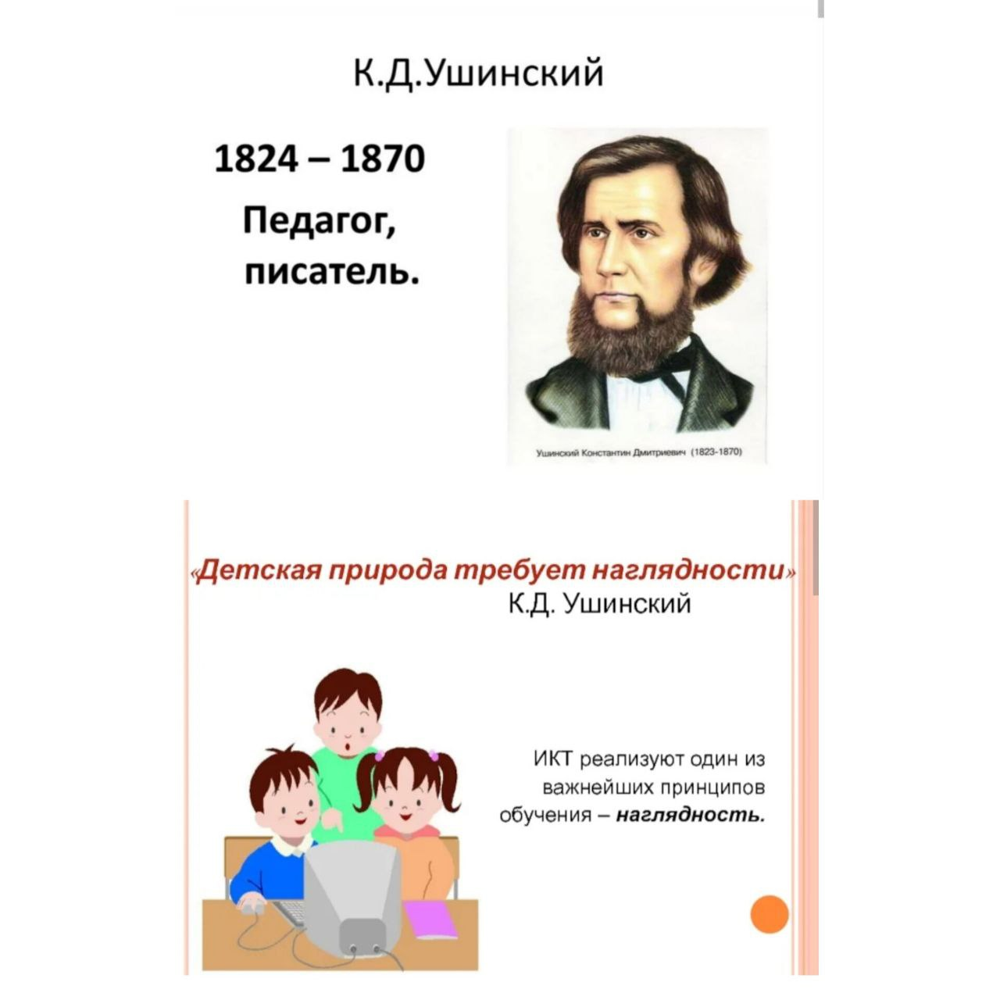 К.Д.Ушинский
1824 – 1870
Педагог,
писатель.
Ушинский Константин Дмитриевич (1823-1870)
«Детская природа требует наглядности»
К.Д. Ушинский
ИКТ реализуют один из
важнейших принципов
обучения – наглядность.